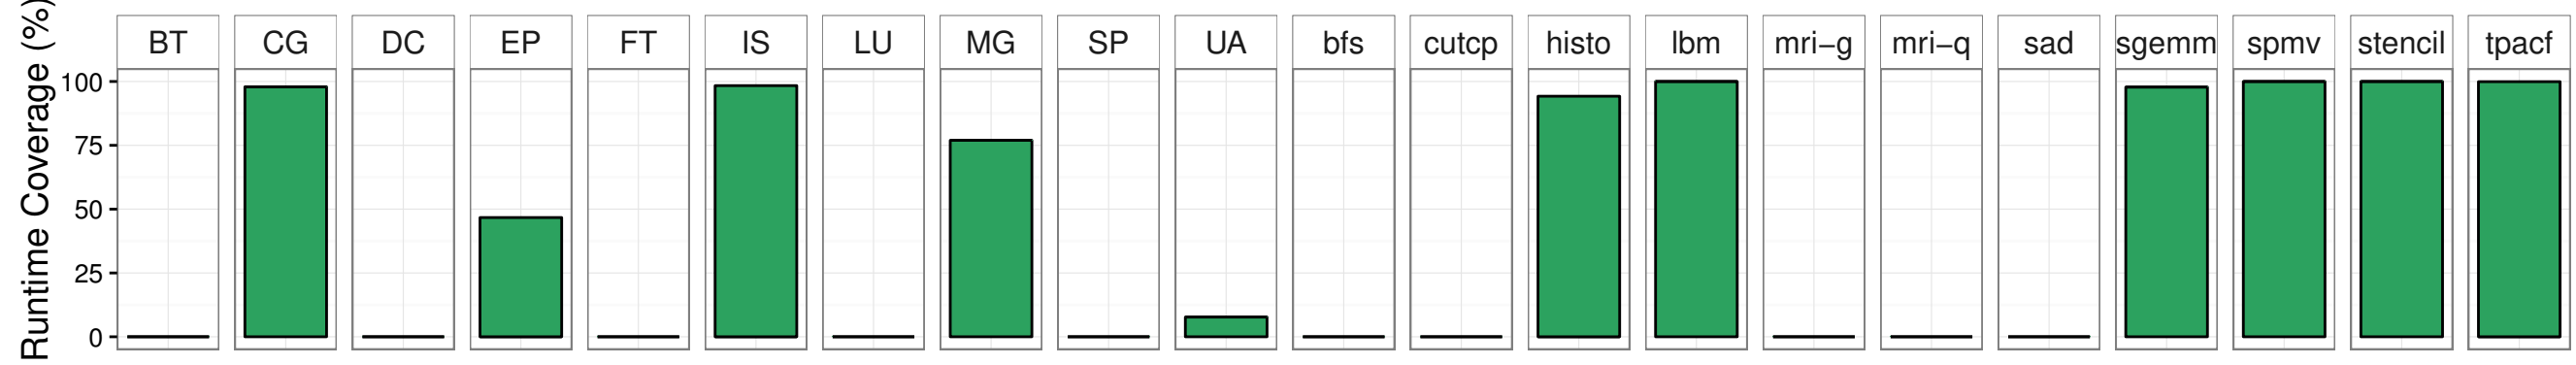 Runtime Coverage (%)
BT CG DC EP FT IS LU MG SP UA bfs cutcp histo lbm mri−g mri−q sad sgemm spmv stencil tpacf
100
75
50
25
0